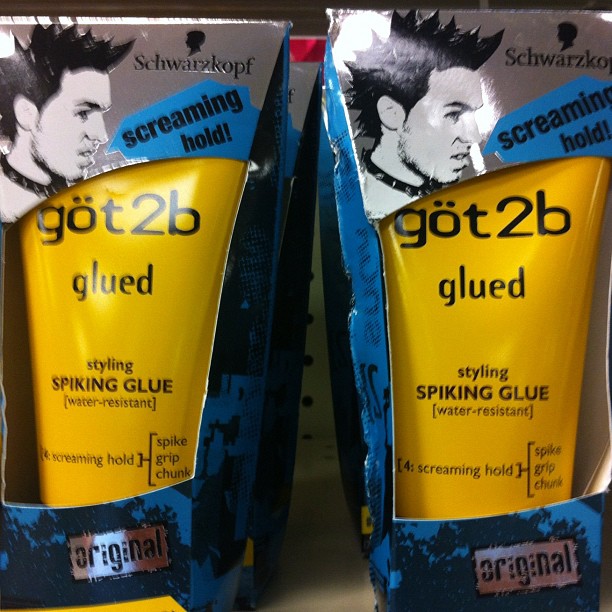 Schwarzkopf
screaming
hold!
göt2b
glued
styling
SPIKING GLUE
[water-resistant]
[4: screaming hold]
spike
grip
chunk
original
Schwarzkop
screaming
hold!
göt2b
glued
styling
SPIKING GLUE
[water-resistant]
[4: screaming hold]
spike
grip
chunk
original